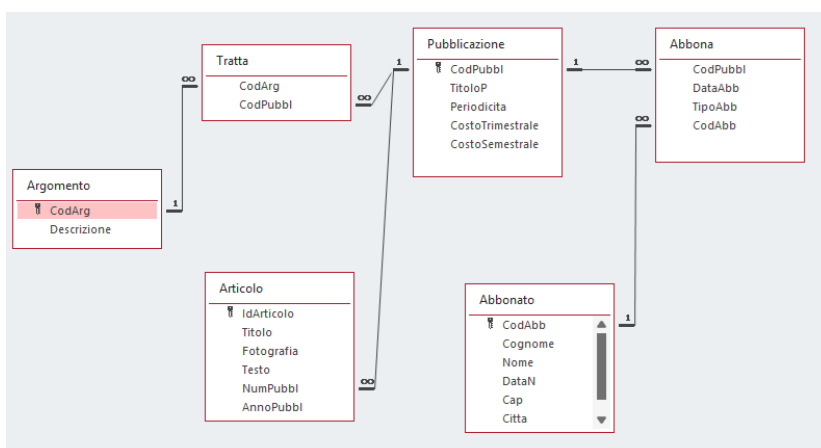 Tratta
CodArg
CodPubbl
Pubblicazione
CodPubbl
TitoloP
Periodicita
CostoTrimestrale
CostoSemestrale
Abbona
CodPubbl
DataAbb
TipoAbb
CodAbb
Argomento
CodArg
Descrizione
Articolo
IdArticolo
Titolo
Fotografia
Testo
NumPubbl
AnnoPubbl
Abbonato
CodAbb
Cognome
Nome
DataN
Cap
Citta
1
∞
∞
1
1
∞
∞
1
∞